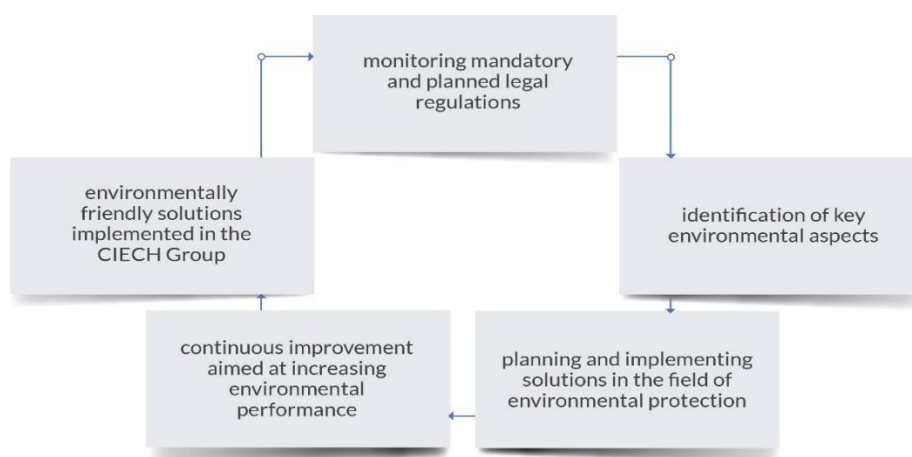 monitoring mandatory
and planned legal
regulations
identification of key
environmental aspects
planning and implementing
solutions in the field of
environmental protection
continuous improvement
aimed at increasing
environmental
performance
environmentally
friendly solutions
implemented in the
CIECH Group